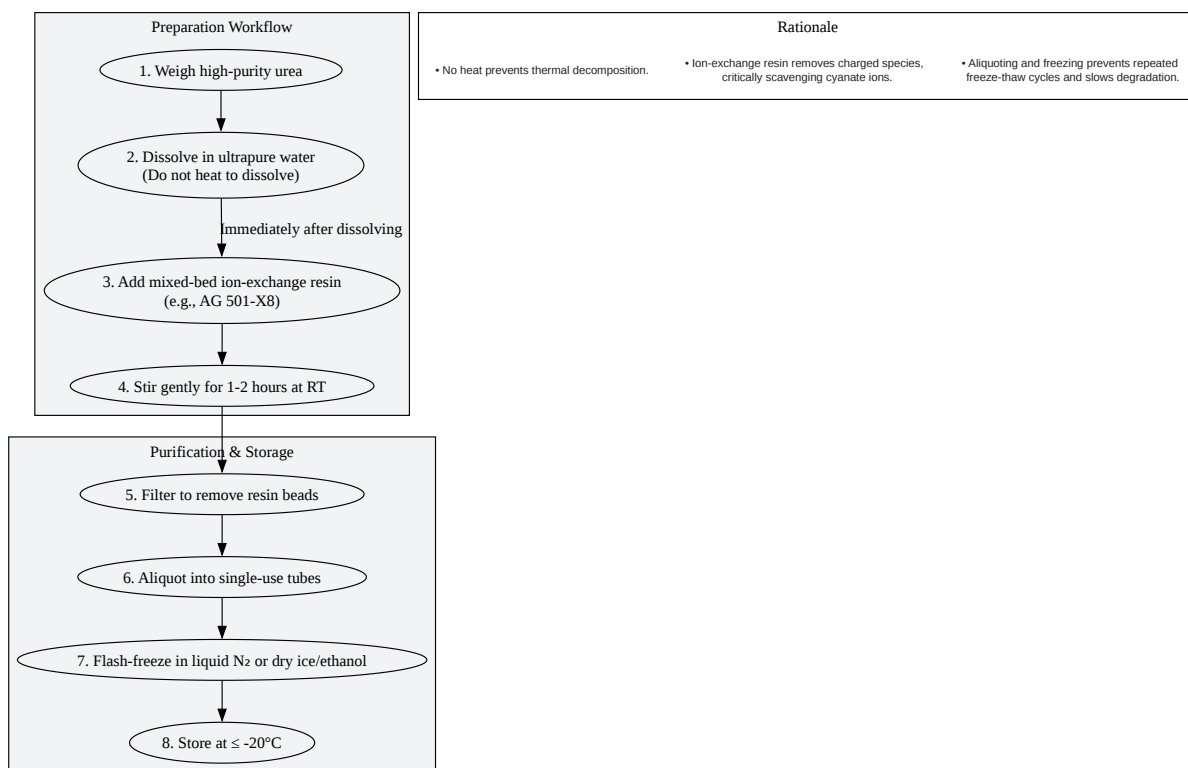 Preparation Workflow
1. Weigh high-purity urea
2. Dissolve in ultrapure water
(Do not heat to dissolve)
Immediately after dissolving
3. Add mixed-bed ion-exchange resin
(e.g., AG 501-X8)
4. Stir gently for 1-2 hours at RT
Purification & Storage
5. Filter to remove resin beads
6. Aliquot into single-use tubes
7. Flash-freeze in liquid N₂ or dry ice/ethanol
8. Store at ≤ -20°C
Rationale
• No heat prevents thermal decomposition.
• Ion-exchange resin removes charged species,
critically scavenging cyanate ions.
• Aliquoting and freezing prevents repeated
freeze-thaw cycles and slows degradation.